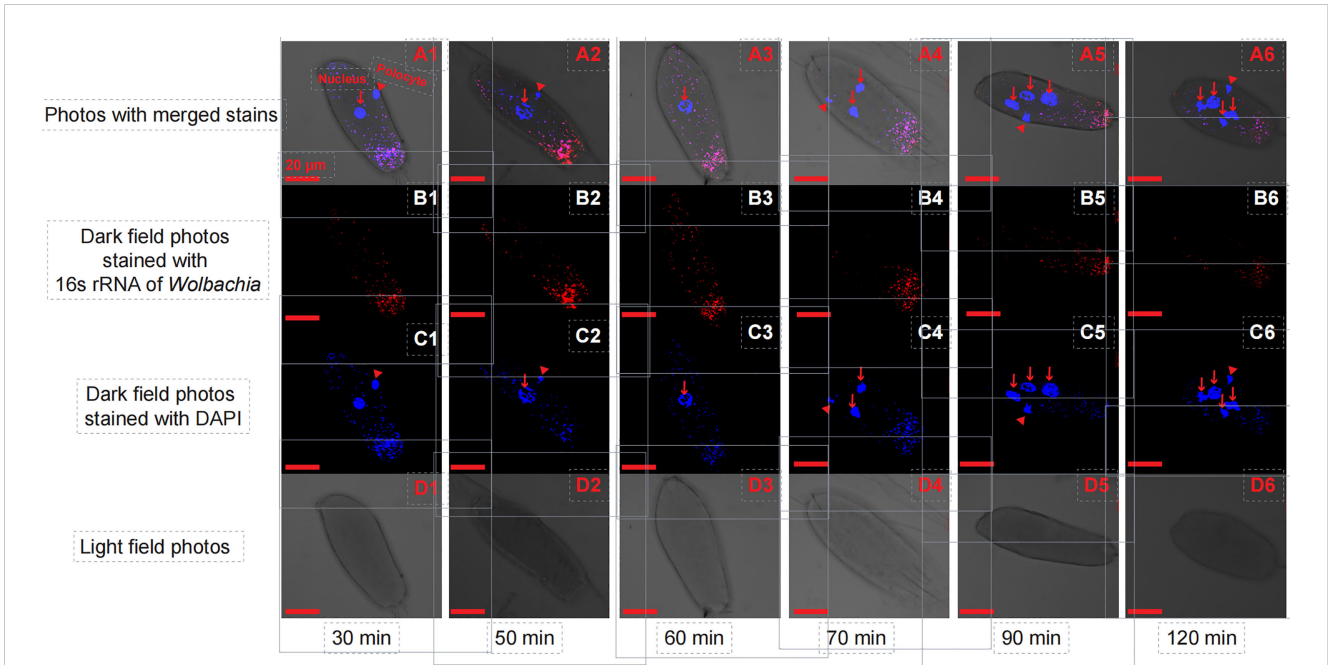 A1 A2 A3 A4 A5 A6
Nucleus Polocyte
Photos with merged stains
20 μm
B1 B2 B3 B4 B5 B6
Dark field photos
stained with
16s rRNA of Wolbachia
C1 C2 C3 C4 C5 C6
Dark field photos
stained with DAPI
D1 D2 D3 D4 D5 D6
Light field photos
30 min 50 min 60 min 70 min 90 min 120 min